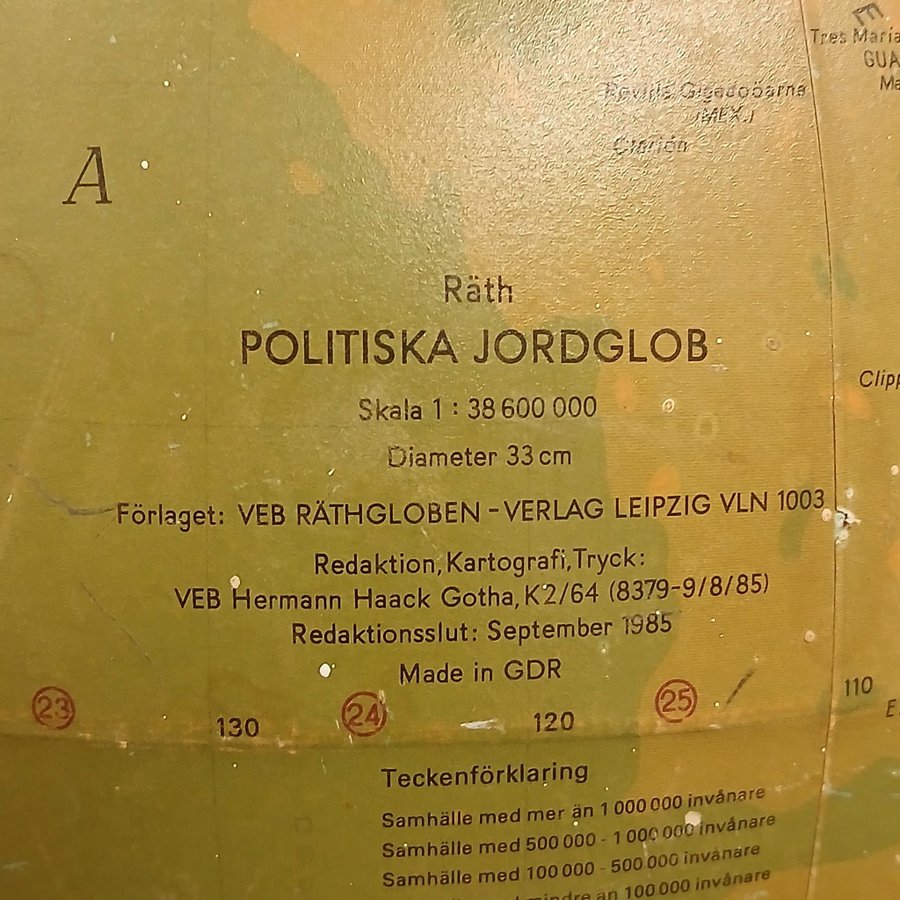 E
Tres María
GUA
Ma
Revilla Gigedoöarna
(MEX.)
Clarión
A
Räth
POLITISKA JORDGLOB
Clipp
Skala 1 : 38 600 000
Diameter 33 cm
Förlaget: VEB RÄTHGLOBEN - VERLAG LEIPZIG VLN 1003
Redaktion, Kartografi, Tryck:
VEB Hermann Haack Gotha, K2/64 (8379-9/8/85)
Redaktionsslut: September 1985
Made in GDR
23 24 25 110
130 120 E
Teckenförklaring
Samhälle med mer än 1 000 000 invånare
Samhälle med 500 000 - 1 000 000 invånare
Samhälle med 100 000 - 500 000 invånare
mindre än 100 000 invånare